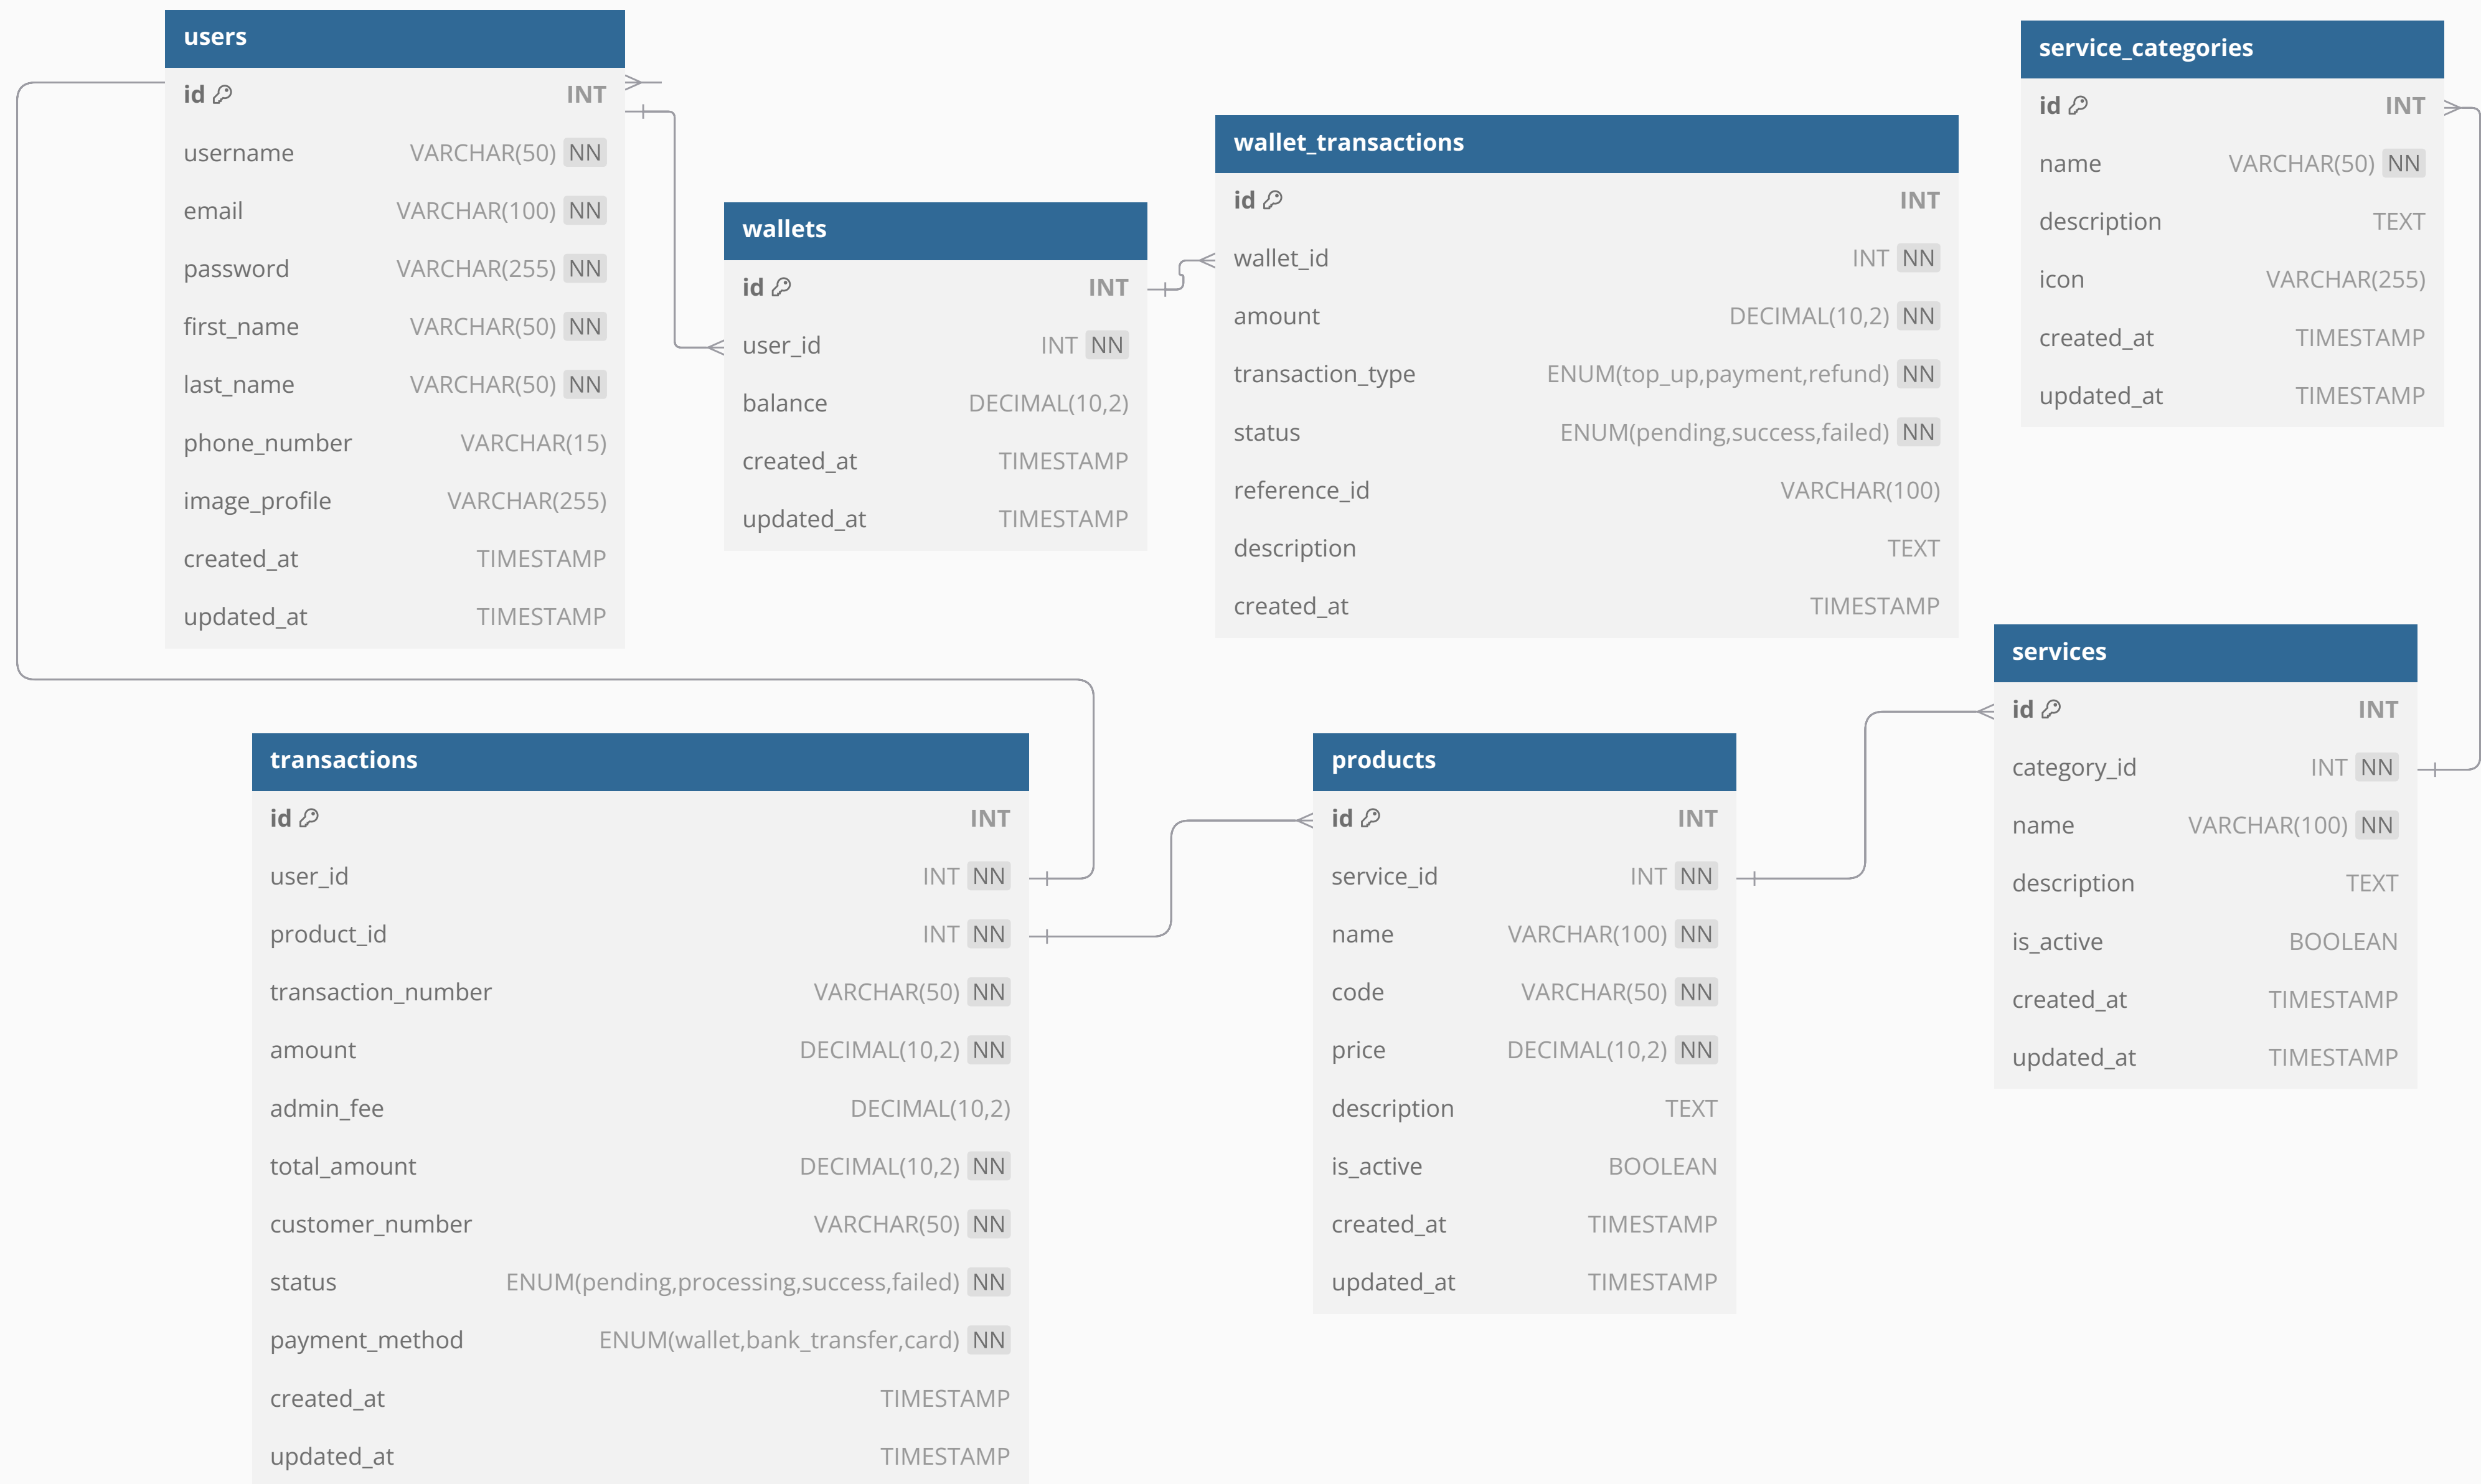 users
id INT
username VARCHAR(50) NN
email VARCHAR(100) NN
password VARCHAR(255) NN
first_name VARCHAR(50) NN
last_name VARCHAR(50) NN
phone_number VARCHAR(15)
image_profile VARCHAR(255)
created_at TIMESTAMP
updated_at TIMESTAMP
wallets
id INT
user_id INT NN
balance DECIMAL(10,2)
created_at TIMESTAMP
updated_at TIMESTAMP
wallet_transactions
id INT
wallet_id INT NN
amount DECIMAL(10,2) NN
transaction_type ENUM(top_up,payment,refund) NN
status ENUM(pending,success,failed) NN
reference_id VARCHAR(100)
description TEXT
created_at TIMESTAMP
service_categories
id INT
name VARCHAR(50) NN
description TEXT
icon VARCHAR(255)
created_at TIMESTAMP
updated_at TIMESTAMP
transactions
id INT
user_id INT NN
product_id INT NN
transaction_number VARCHAR(50) NN
amount DECIMAL(10,2) NN
admin_fee DECIMAL(10,2)
total_amount DECIMAL(10,2) NN
customer_number VARCHAR(50) NN
status ENUM(pending,processing,success,failed) NN
payment_method ENUM(wallet,bank_transfer,card) NN
created_at TIMESTAMP
updated_at TIMESTAMP
products
id INT
service_id INT NN
name VARCHAR(100) NN
code VARCHAR(50) NN
price DECIMAL(10,2) NN
description TEXT
is_active BOOLEAN
created_at TIMESTAMP
updated_at TIMESTAMP
services
id INT
category_id INT NN
name VARCHAR(100) NN
description TEXT
is_active BOOLEAN
created_at TIMESTAMP
updated_at TIMESTAMP